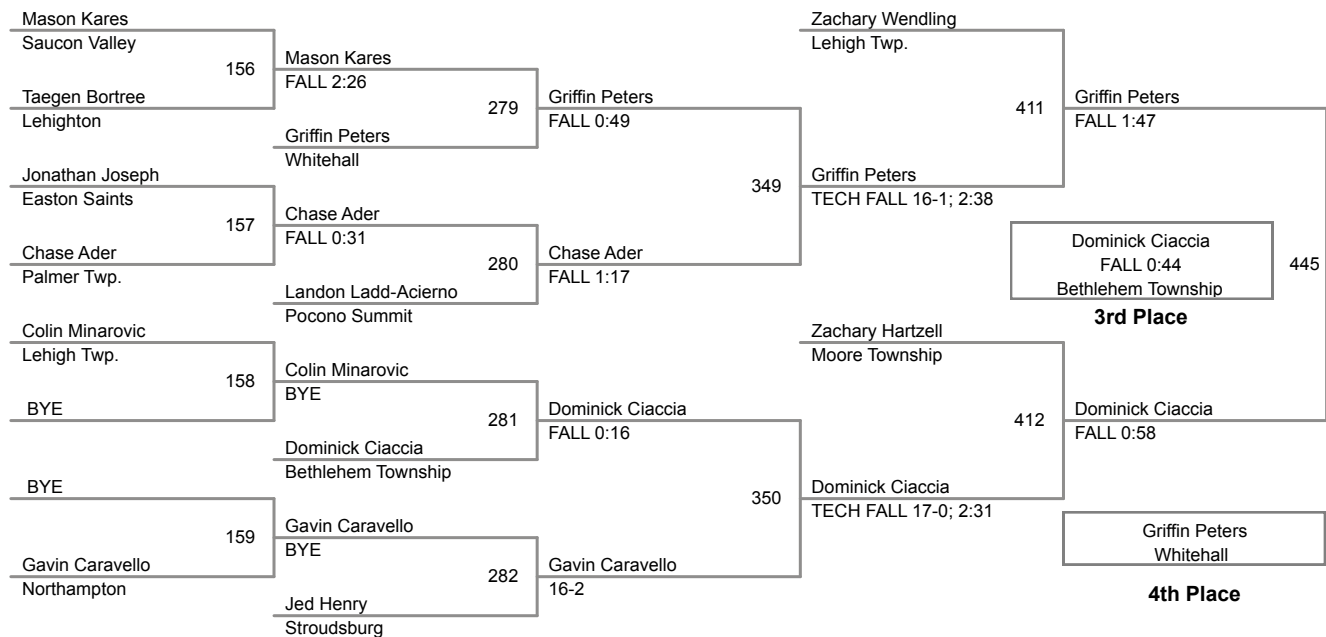 Mason Kares
Saucon Valley
156
Taegen Bortree
Lehighton
Jonathan Joseph
Easton Saints
157
Chase Ader
Palmer Twp.
Colin Minarovic
Lehigh Twp.
158
BYE
BYE
159
Gavin Caravello
Northampton
Mason Kares
FALL 2:26
279
Griffin Peters
Whitehall
Chase Ader
FALL 0:31
280
Landon Ladd-Acierno
Pocono Summit
Colin Minarovic
BYE
281
Dominick Ciaccia
Bethlehem Township
Gavin Caravello
BYE
282
Jed Henry
Stroudsburg
Griffin Peters
FALL 0:49
349
Chase Ader
FALL 1:17
Dominick Ciaccia
FALL 0:16
350
Gavin Caravello
16-2
Zachary Wendling
Lehigh Twp.
411
Griffin Peters
TECH FALL 16-1; 2:38
Zachary Hartzell
Moore Township
412
Dominick Ciaccia
TECH FALL 17-0; 2:31
Griffin Peters
FALL 1:47
445
Dominick Ciaccia
FALL 0:58
Dominick Ciaccia
FALL 0:44
Bethlehem Township
3rd Place
Griffin Peters
Whitehall
4th Place